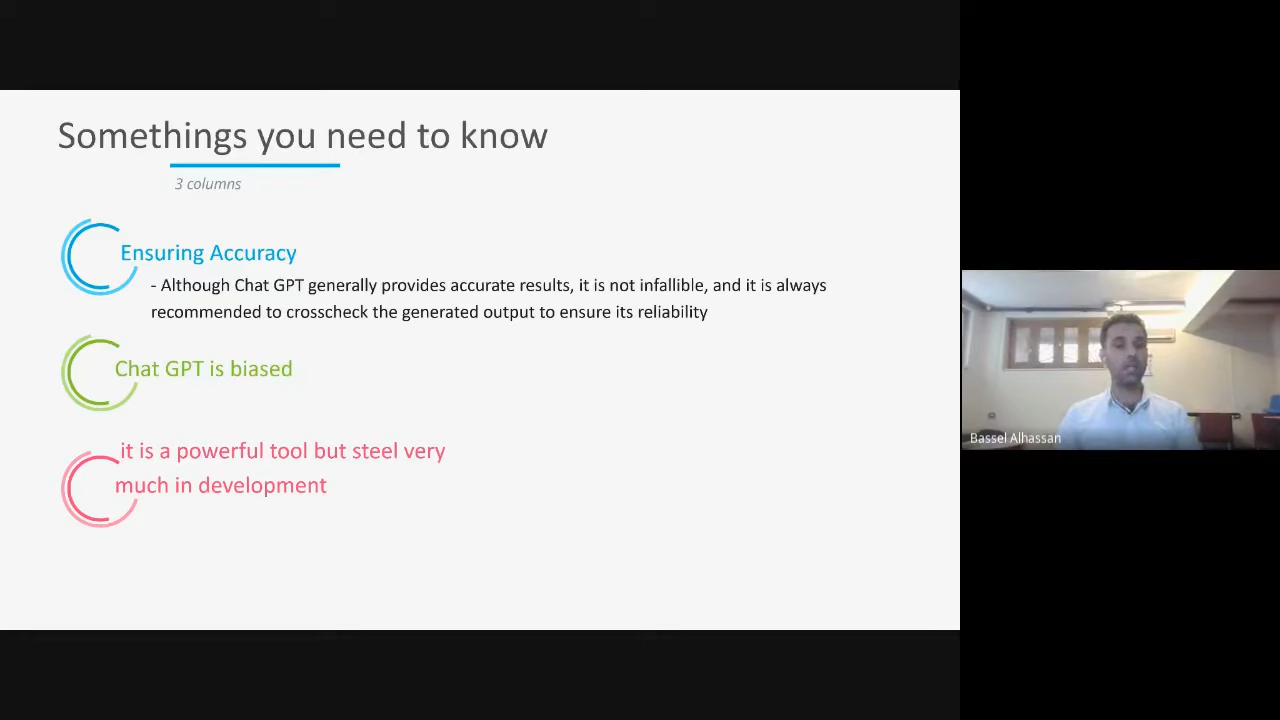 Somethings you need to know
3 columns
Ensuring Accuracy
- Although Chat GPT generally provides accurate results, it is not infallible, and it is always
recommended to crosscheck the generated output to ensure its reliability
Chat GPT is biased
it is a powerful tool but steel very
much in development
Bassel Alhassan